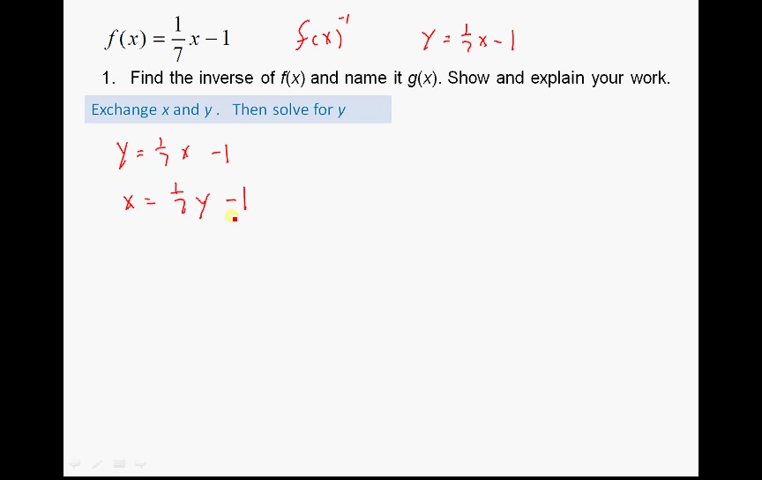 f(x) = 1/7 x − 1 f(x)⁻¹ y = 1/7 x − 1
1. Find the inverse of f(x) and name it g(x). Show and explain your work.
Exchange x and y . Then solve for y
y = 1/7 x − 1
x = 1/7 y − 1